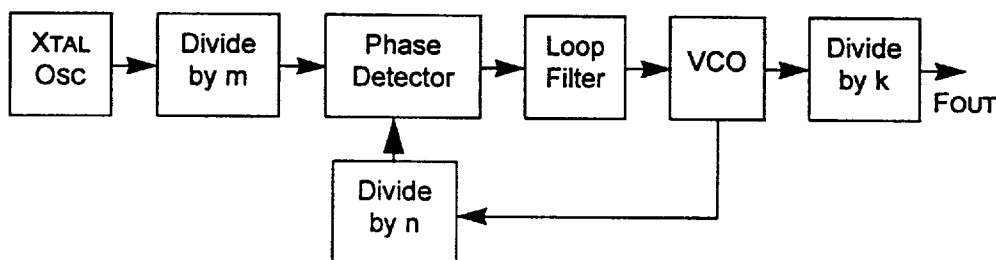 XTAL
OSC
Divide
by m
Phase
Detector
Loop
Filter
VCO
Divide
by k
FOUT
Divide
by n